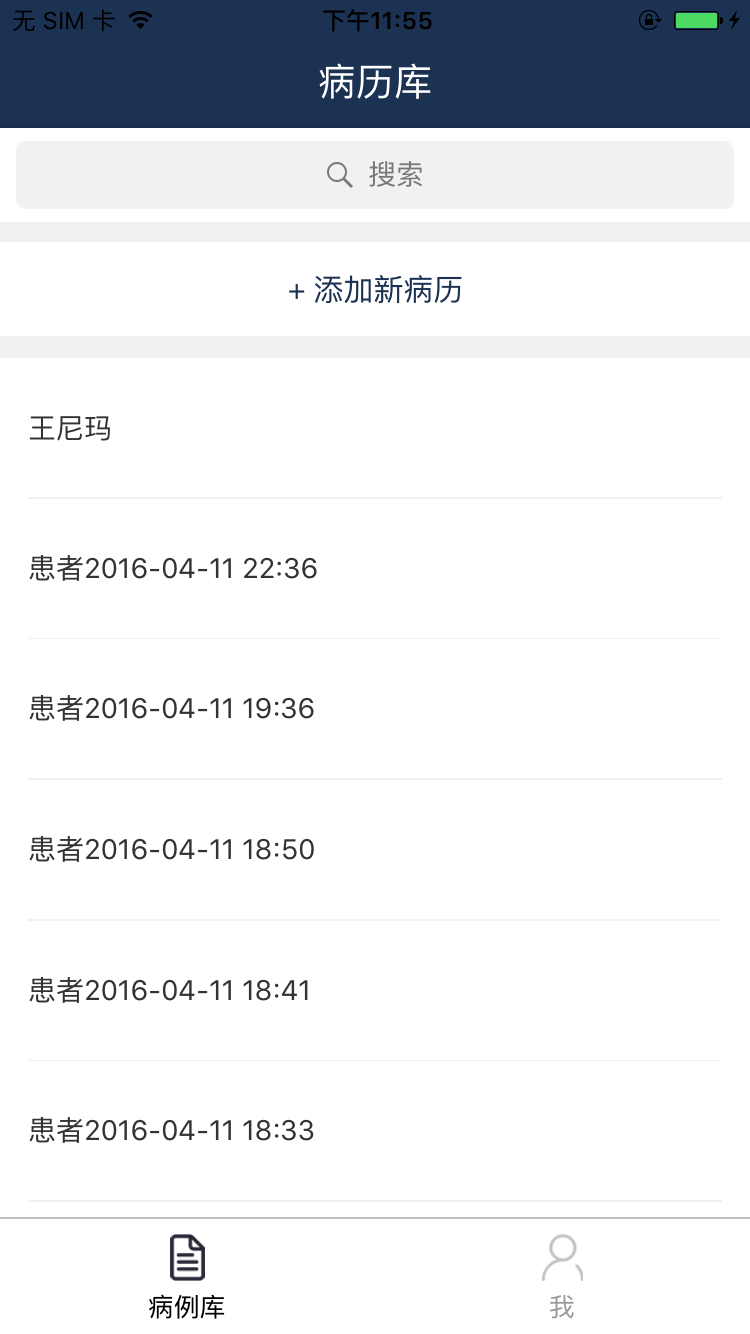 无 SIM 卡 下午11:55
病历库
搜索
+ 添加新病历
王尼玛
患者2016-04-11 22:36
患者2016-04-11 19:36
患者2016-04-11 18:50
患者2016-04-11 18:41
患者2016-04-11 18:33
病例库 我